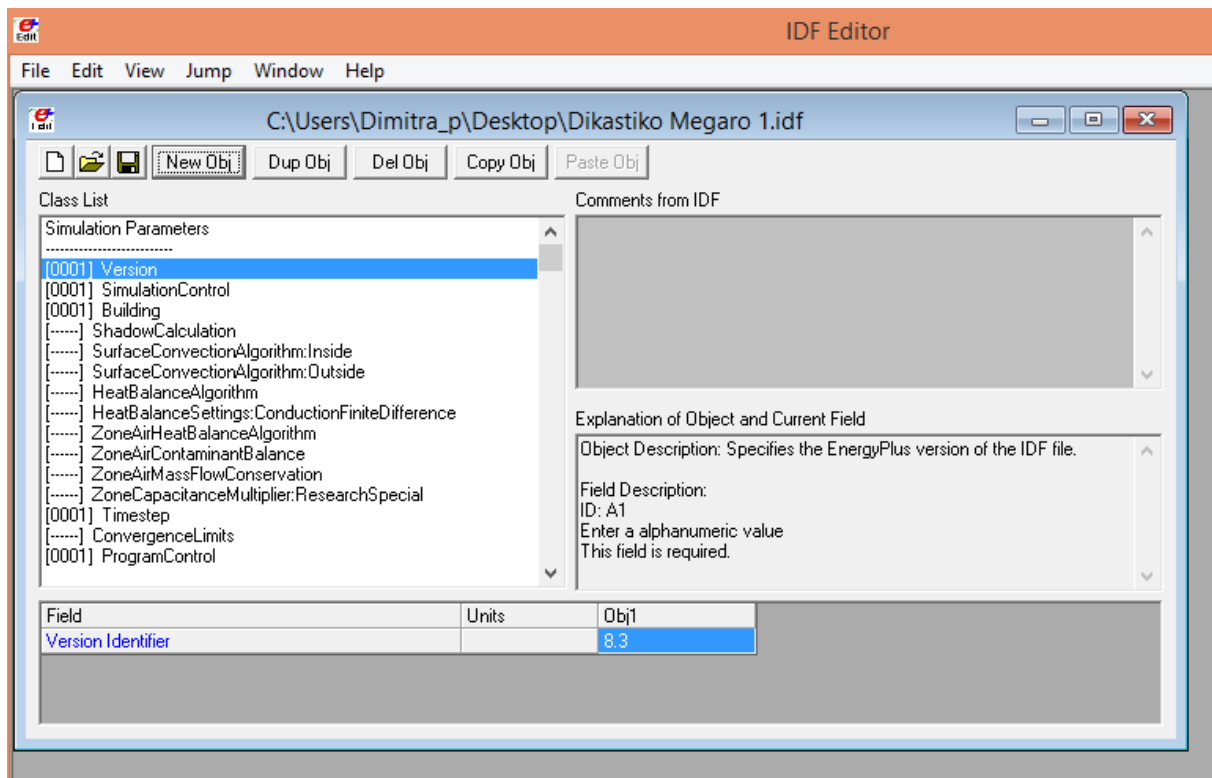 IDF Editor
File Edit View Jump Window Help
C:\Users\Dimitra_p\Desktop\Dikastiko Megaro 1.idf
New Obj Dup Obj Del Obj Copy Obj Paste Obj
Class List
Simulation Parameters
---------------------------
[0001] Version
[0001] SimulationControl
[0001] Building
[------] ShadowCalculation
[------] SurfaceConvectionAlgorithm:Inside
[------] SurfaceConvectionAlgorithm:Outside
[------] HeatBalanceAlgorithm
[------] HeatBalanceSettings:ConductionFiniteDifference
[------] ZoneAirHeatBalanceAlgorithm
[------] ZoneAirContaminantBalance
[------] ZoneAirMassFlowConservation
[------] ZoneCapacitanceMultiplier:ResearchSpecial
[0001] Timestep
[------] ConvergenceLimits
[0001] ProgramControl
Comments from IDF
Explanation of Object and Current Field
Object Description: Specifies the EnergyPlus version of the IDF file.
Field Description:
ID: A1
Enter a alphanumeric value
This field is required.
Field Units Obj1
Version Identifier 8.3